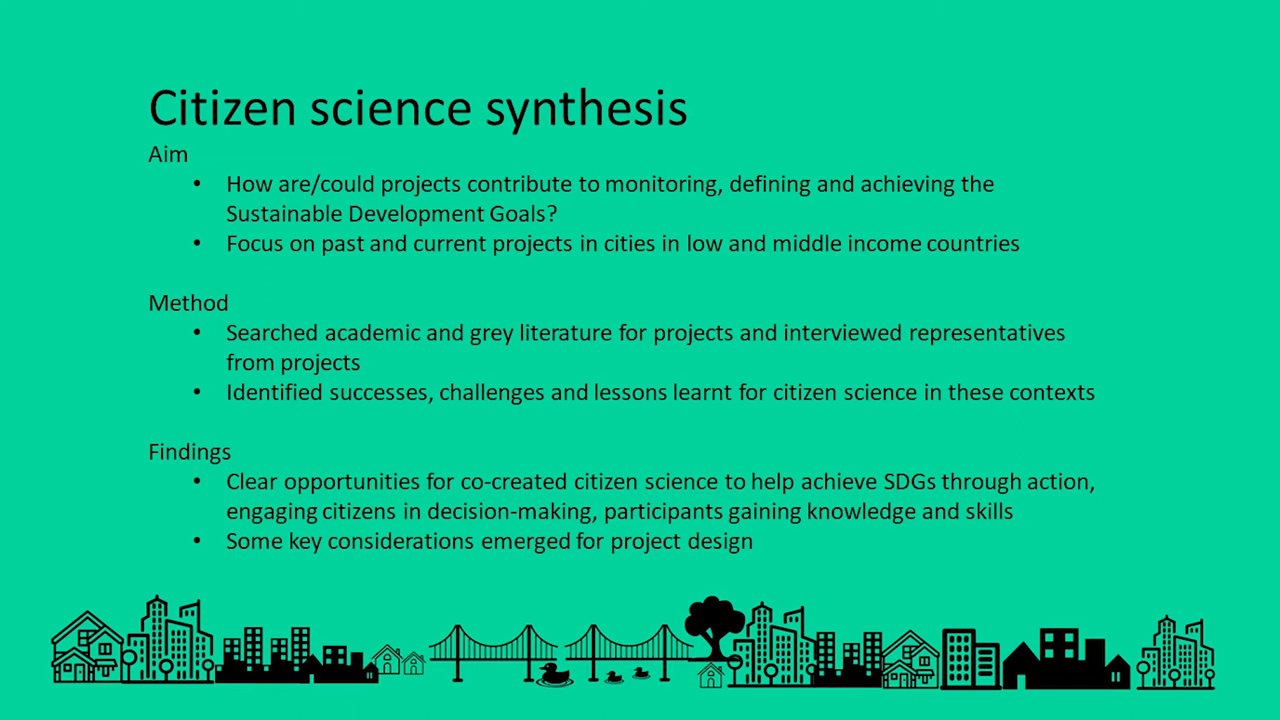 Citizen science synthesis
Aim
• How are/could projects contribute to monitoring, defining and achieving the
Sustainable Development Goals?
• Focus on past and current projects in cities in low and middle income countries
Method
• Searched academic and grey literature for projects and interviewed representatives
from projects
• Identified successes, challenges and lessons learnt for citizen science in these contexts
Findings
• Clear opportunities for co-created citizen science to help achieve SDGs through action,
engaging citizens in decision-making, participants gaining knowledge and skills
• Some key considerations emerged for project design